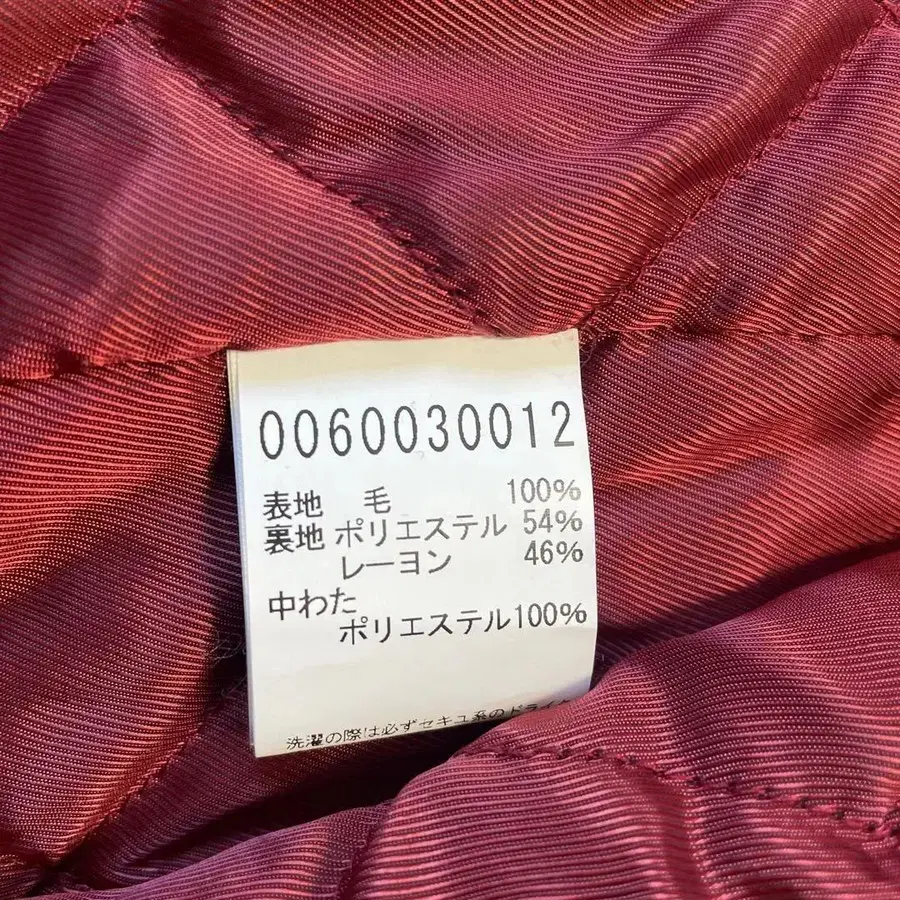 0060030012
表地 毛 100%
裏地 ポリエステル 54%
レーヨン 46%
中わた
ポリエステル100%
洗濯の際は必ずセキユ系のドライ